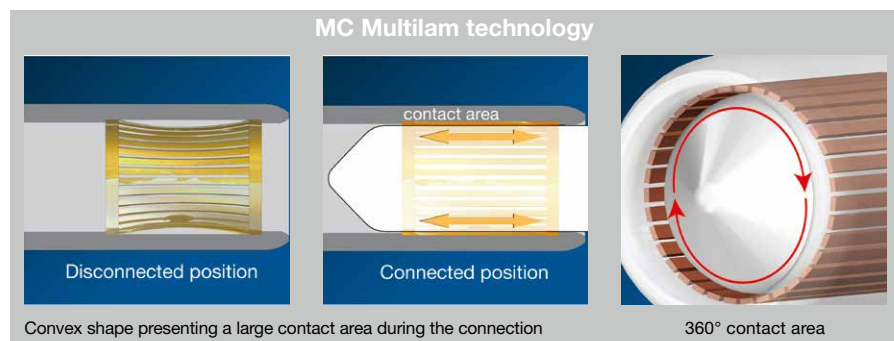 MC Multilam technology
contact area
Disconnected position
Connected position
Convex shape presenting a large contact area during the connection
360° contact area